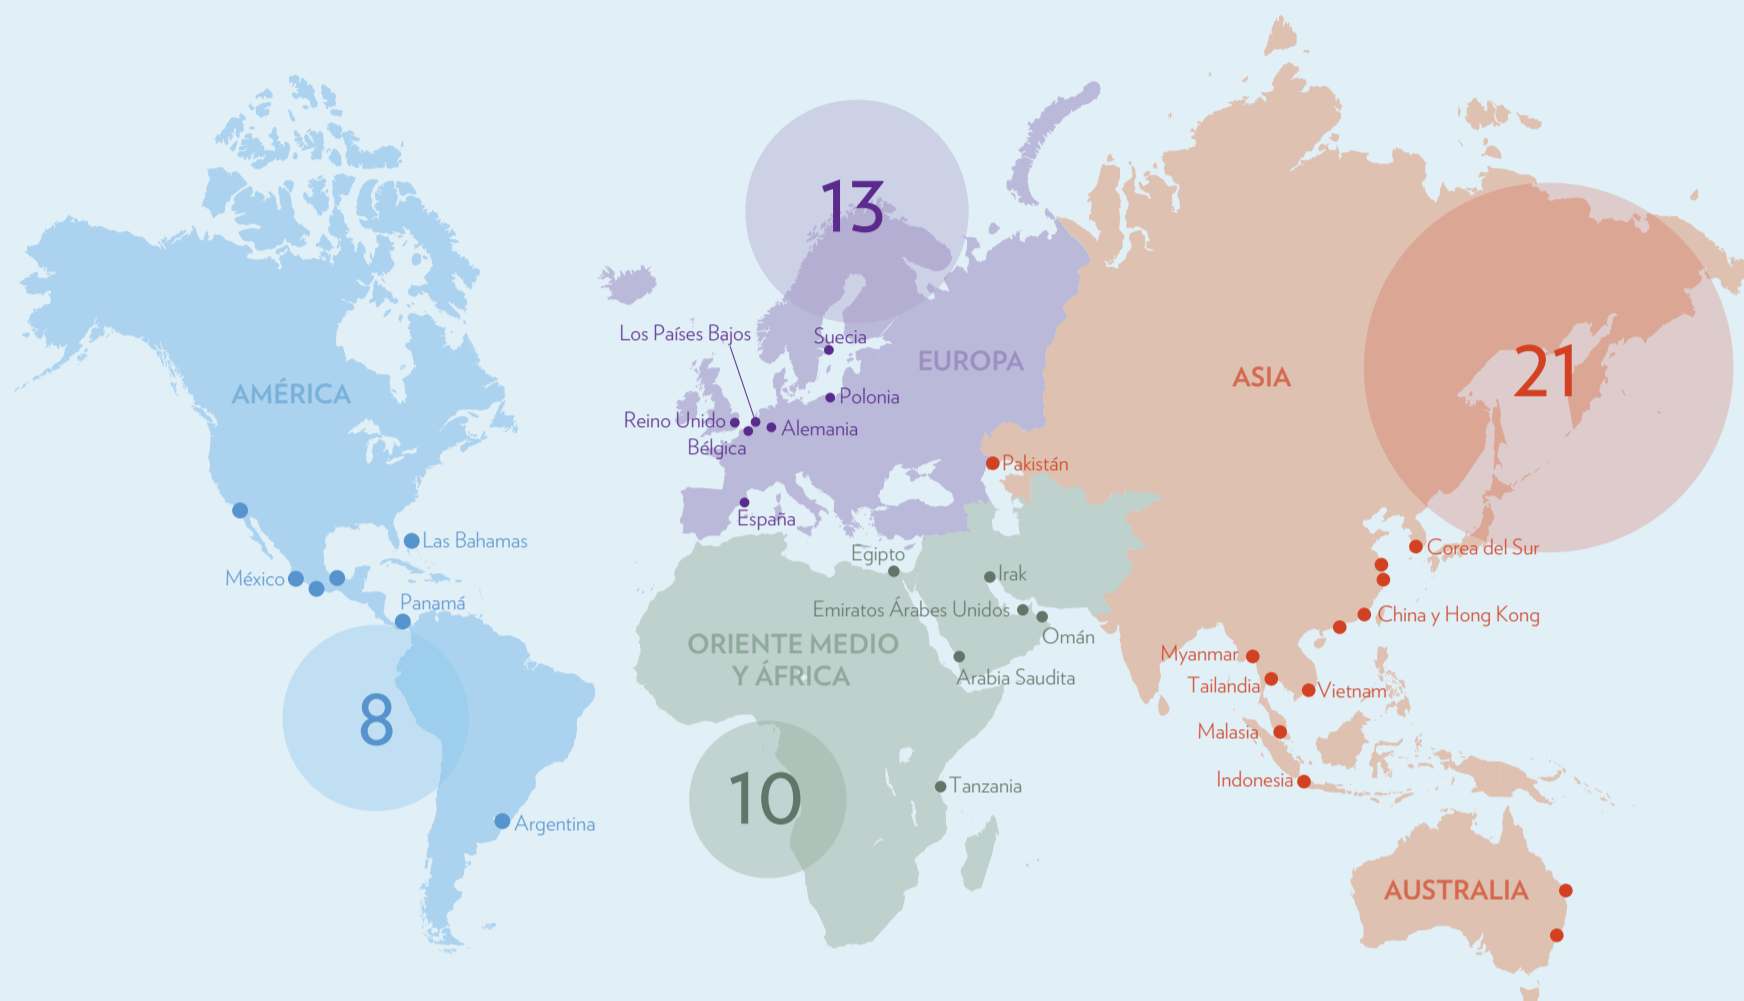 13
Los Países Bajos
Suecia
EUROPA
AMÉRICA
ASIA
21
Polonia
Reino Unido
Alemania
Bélgica
Pakistán
España
Las Bahamas
Corea del Sur
Egipto
Irak
México
Panamá
Emiratos Árabes Unidos
China y Hong Kong
Omán
ORIENTE MEDIO
Y ÁFRICA
Arabia Saudita
Myanmar
Tailandia
Vietnam
8
Malasia
10
Tanzania
Indonesia
Argentina
AUSTRALIA